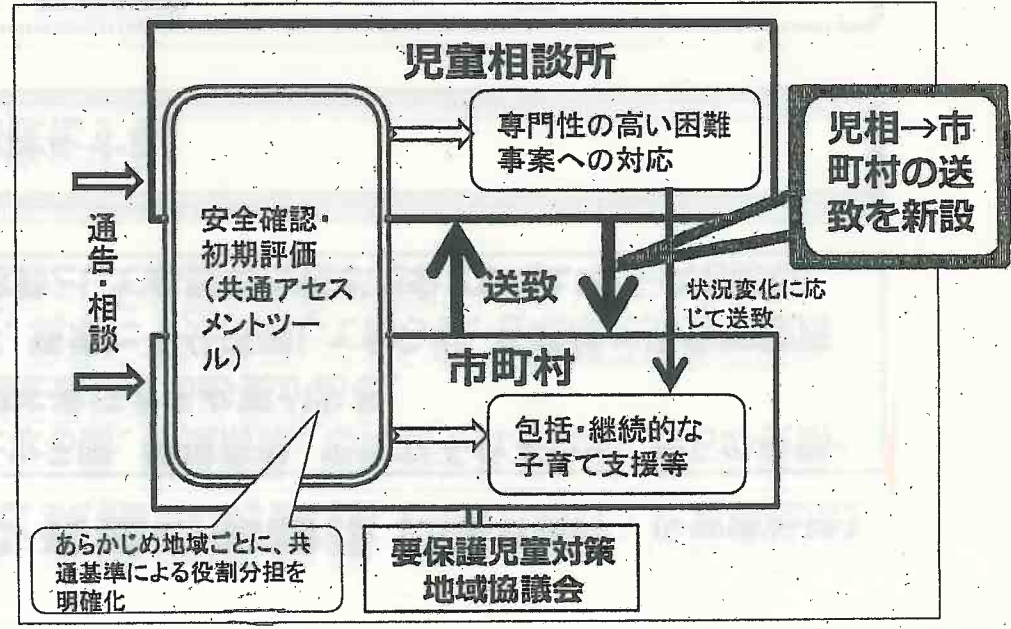 児童相談所
専門性の高い困難
事案への対応
児相→市
町村の送
致を新設
通告・相談
安全確認・
初期評価
(共通アセス
メントツー
ル)
送致
状況変化に応
じて送致
市町村
包括・継続的な
子育て支援等
あらかじめ地域ごとに、共
通基準による役割分担を
明確化
要保護児童対策
地域協議会